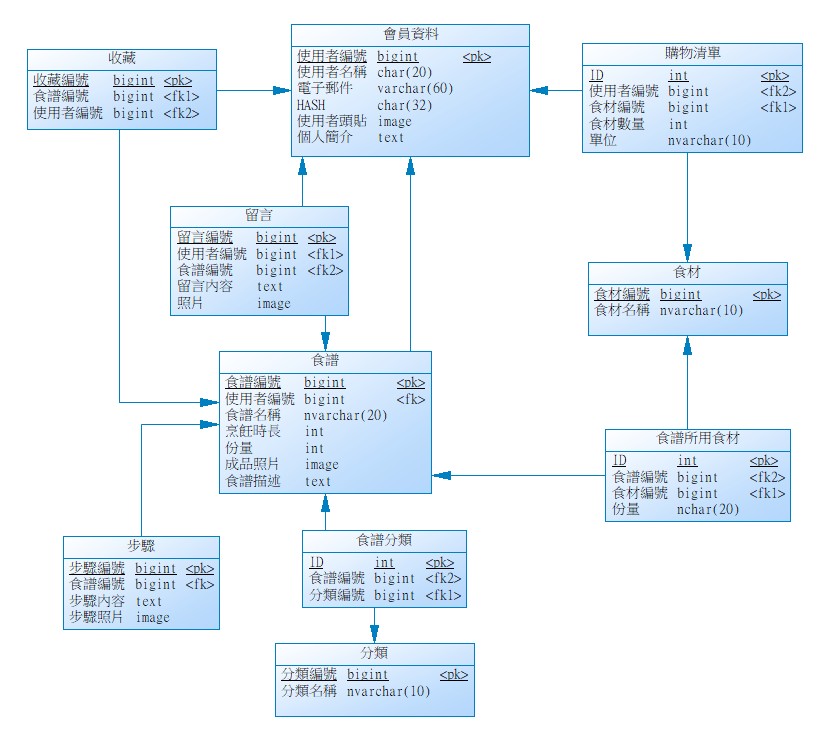 收藏
收藏編號 bigint <pk>
食譜編號 bigint <fk1>
使用者編號 bigint <fk2>
會員資料
使用者編號 bigint <pk>
使用者名稱 char(20)
電子郵件 varchar(60)
HASH char(32)
使用者頭貼 image
個人簡介 text
購物清單
ID int <pk>
使用者編號 bigint <fk2>
食材編號 bigint <fk1>
食材數量 int
單位 nvarchar(10)
留言
留言編號 bigint <pk>
使用者編號 bigint <fk1>
食譜編號 bigint <fk2>
留言內容 text
照片 image
食材
食材編號 bigint <pk>
食材名稱 nvarchar(10)
食譜
食譜編號 bigint <pk>
使用者編號 bigint <fk>
食譜名稱 nvarchar(20)
烹飪時長 int
份量 int
成品照片 image
食譜描述 text
食譜所用食材
ID int <pk>
食譜編號 bigint <fk2>
食材編號 bigint <fk1>
份量 nchar(20)
步驟
步驟編號 bigint <pk>
食譜編號 bigint <fk>
步驟內容 text
步驟照片 image
食譜分類
ID int <pk>
食譜編號 bigint <fk2>
分類編號 bigint <fk1>
分類
分類編號 bigint <pk>
分類名稱 nvarchar(10)